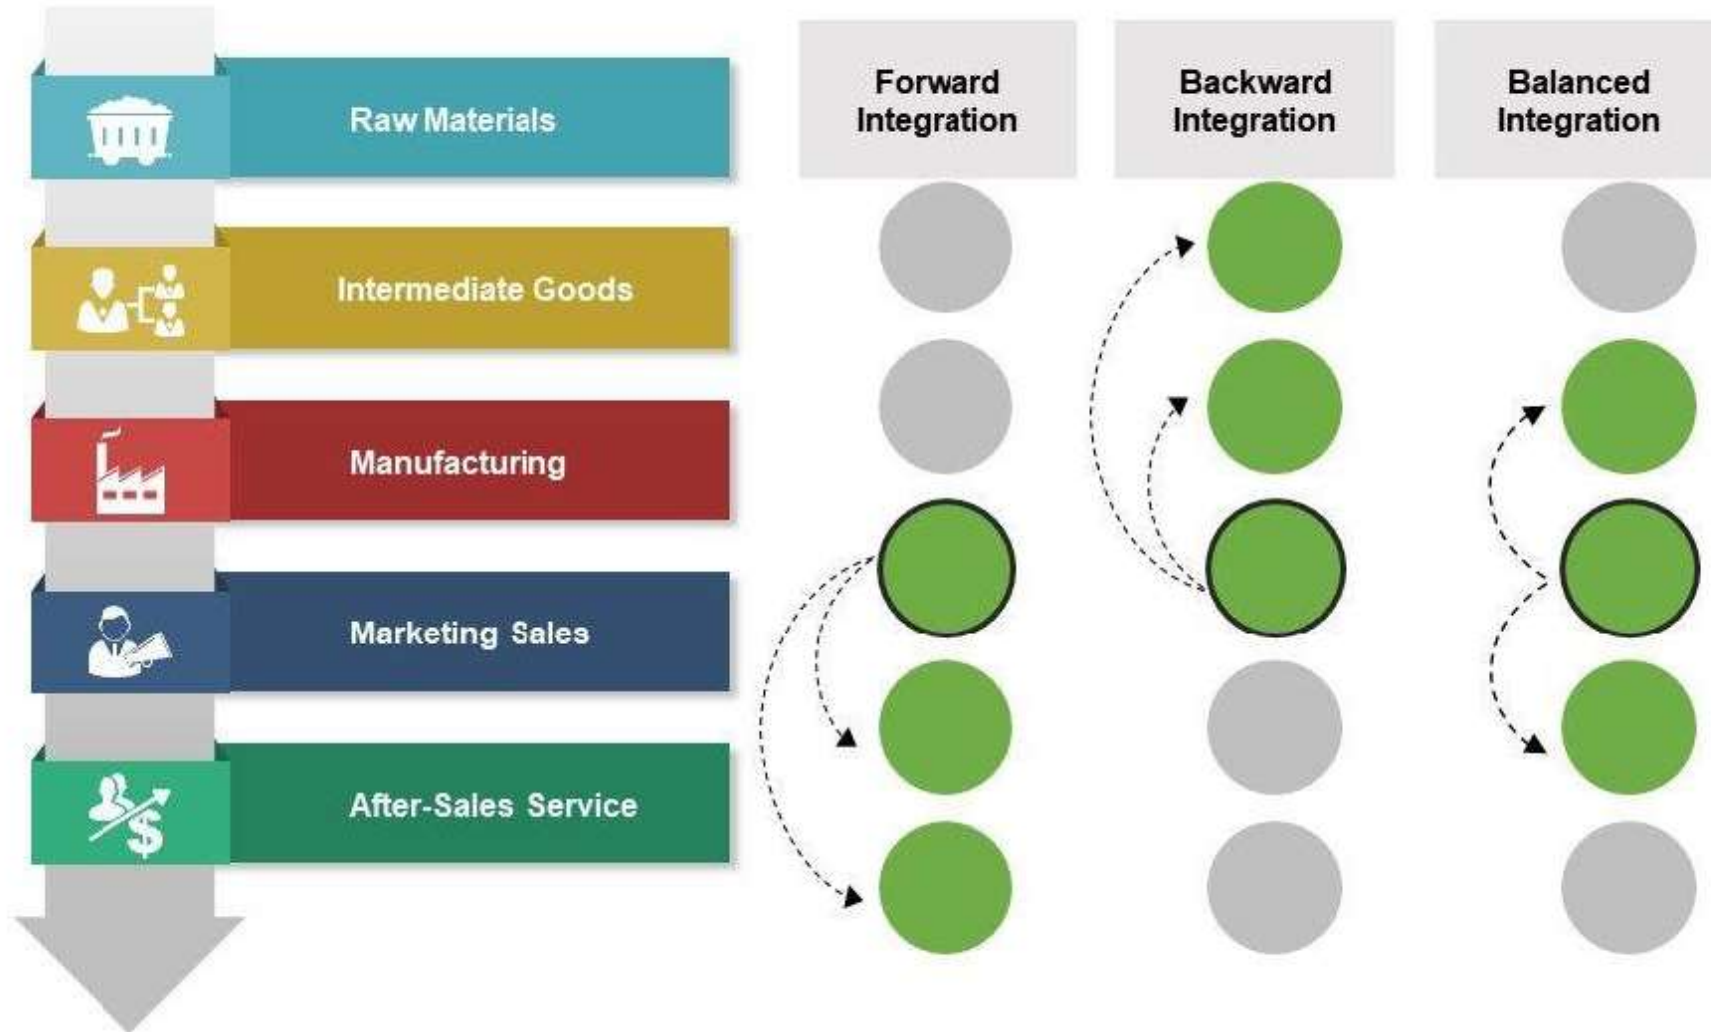 Raw Materials
Intermediate Goods
Manufacturing
Marketing Sales
After-Sales Service
Forward
Integration
Backward
Integration
Balanced
Integration